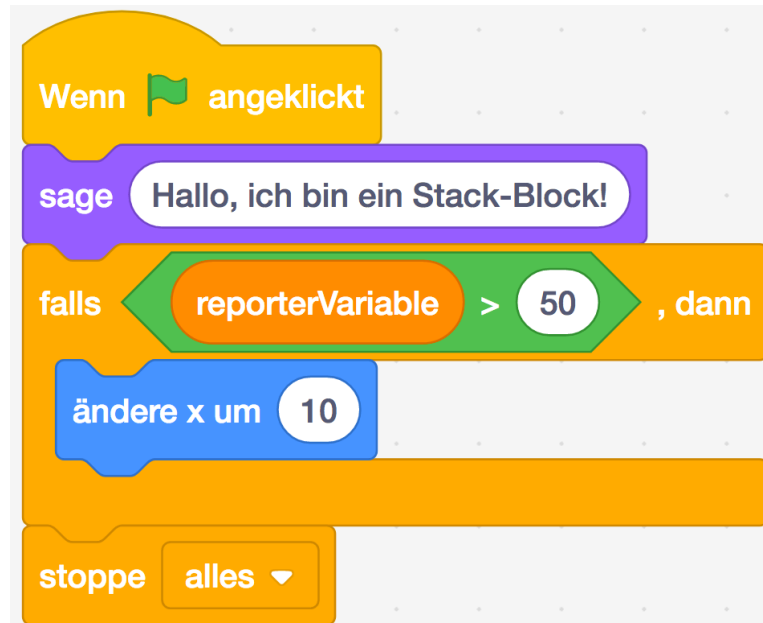 Wenn angeklickt
sage Hallo, ich bin ein Stack-Block!
falls reporterVariable > 50 , dann
ändere x um 10
stoppe alles